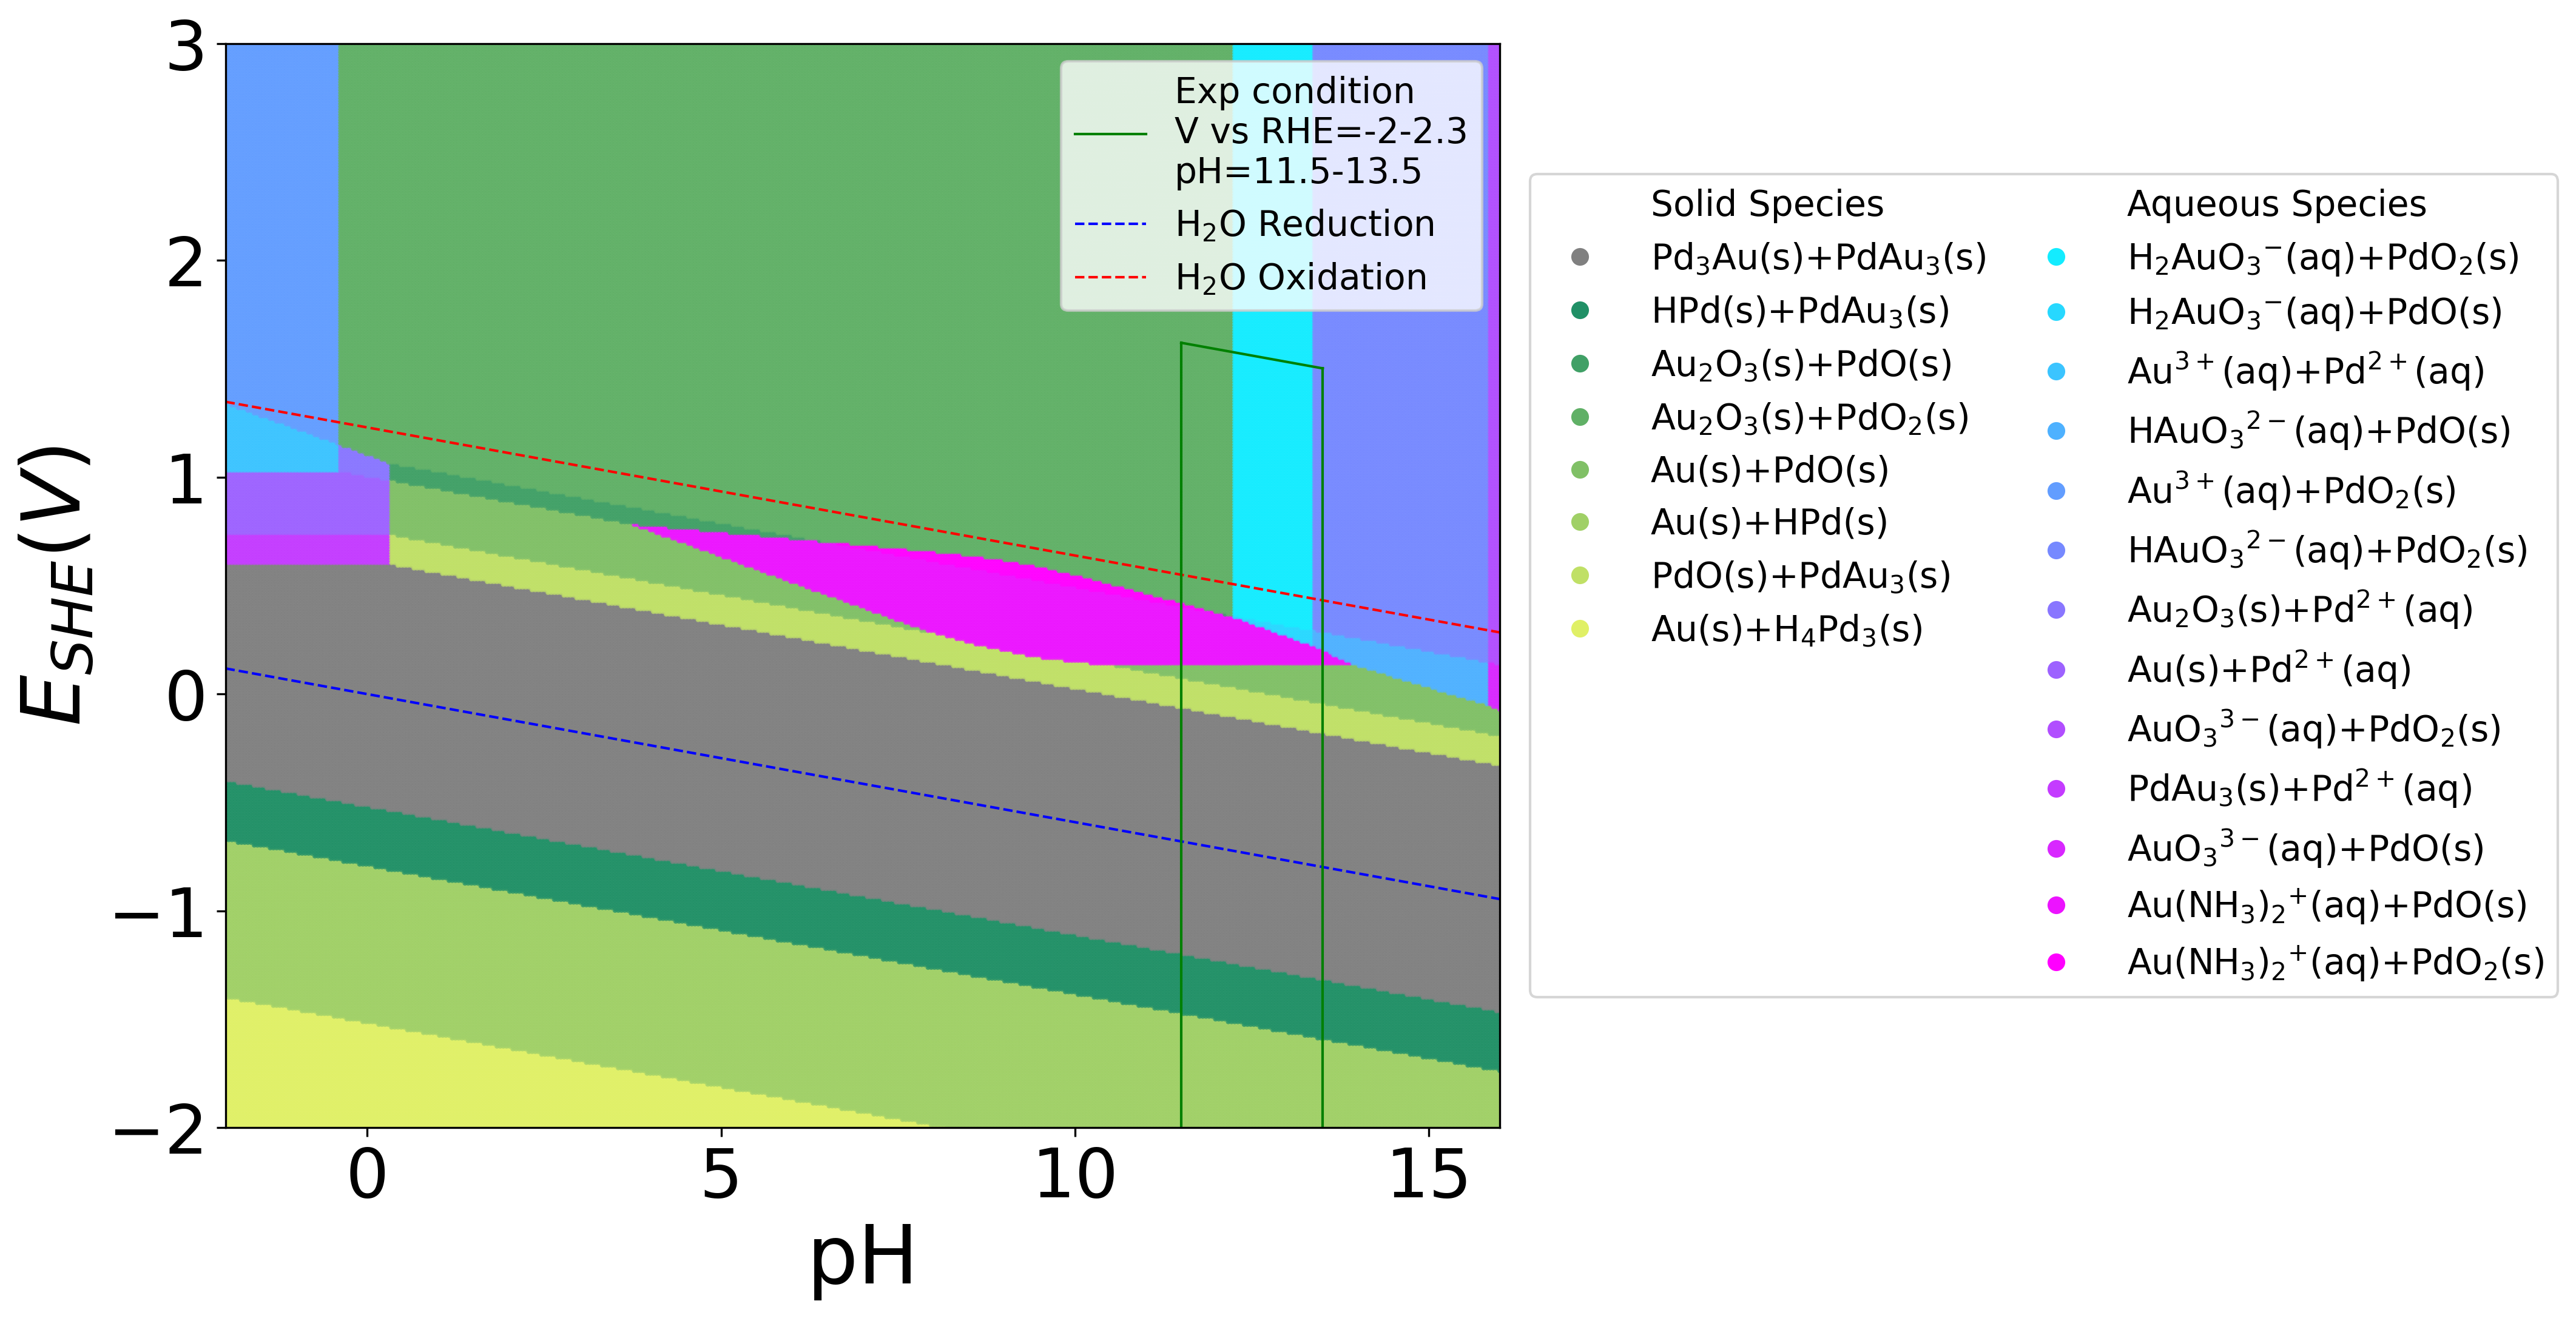 3
2
1
0
−1
−2
E_SHE(V)
0 5 10 15
pH
Exp condition
V vs RHE=-2-2.3
pH=11.5-13.5
H₂O Reduction
H₂O Oxidation
Solid Species
Pd₃Au(s)+PdAu₃(s)
HPd(s)+PdAu₃(s)
Au₂O₃(s)+PdO(s)
Au₂O₃(s)+PdO₂(s)
Au(s)+PdO(s)
Au(s)+HPd(s)
PdO(s)+PdAu₃(s)
Au(s)+H₄Pd₃(s)
Aqueous Species
H₂AuO₃⁻(aq)+PdO₂(s)
H₂AuO₃⁻(aq)+PdO(s)
Au³⁺(aq)+Pd²⁺(aq)
HAuO₃²⁻(aq)+PdO(s)
Au³⁺(aq)+PdO₂(s)
HAuO₃²⁻(aq)+PdO₂(s)
Au₂O₃(s)+Pd²⁺(aq)
Au(s)+Pd²⁺(aq)
AuO₃³⁻(aq)+PdO₂(s)
PdAu₃(s)+Pd²⁺(aq)
AuO₃³⁻(aq)+PdO(s)
Au(NH₃)₂⁺(aq)+PdO(s)
Au(NH₃)₂⁺(aq)+PdO₂(s)